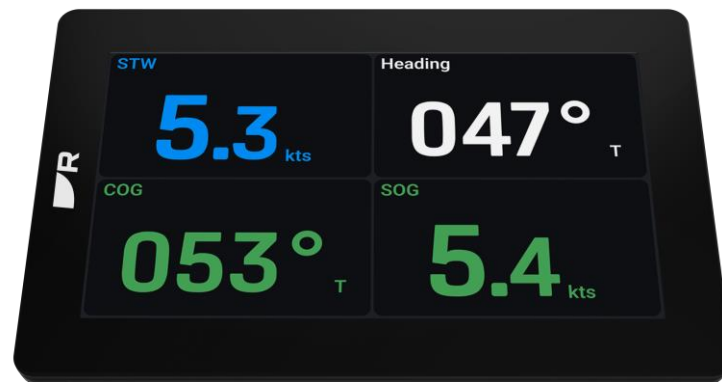 STW
5.3 kts
Heading
047° T
COG
053° T
SOG
5.4 kts
R